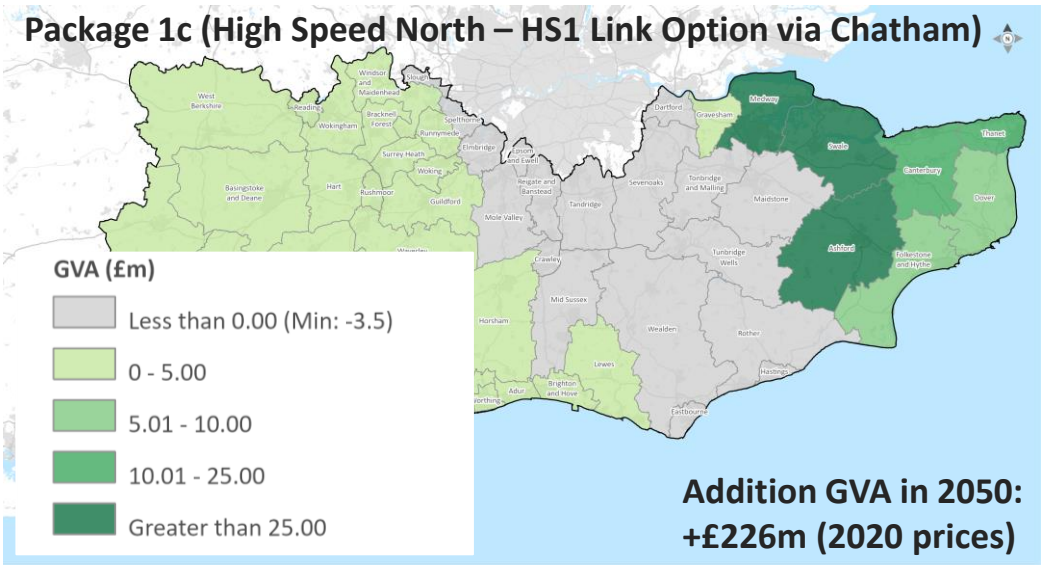 Package 1c (High Speed North – HS1 Link Option via Chatham)
N
West
Berkshire
Reading
Windsor
and
Maidenhead
Slough
Wokingham
Bracknell
Forest
Spelthorne
Runnymede
Elmbridge
Epsom
and Ewell
Surrey Heath
Woking
Basingstoke
and Deane
Hart
Rushmoor
Guildford
Reigate and
Banstead
Mole Valley
Tandridge
Sevenoaks
Dartford
Gravesham
Medway
Tonbridge
and Malling
Maidstone
Swale
Canterbury
Thanet
Dover
Ashford
Folkestone
and Hythe
Tunbridge
Wells
Waverley
Crawley
Horsham
Mid Sussex
Wealden
Rother
Hastings
Lewes
Eastbourne
Brighton
and Hove
Adur
orthing
GVA (£m)
Less than 0.00 (Min: -3.5)
0 - 5.00
5.01 - 10.00
10.01 - 25.00
Greater than 25.00
Addition GVA in 2050:
+£226m (2020 prices)